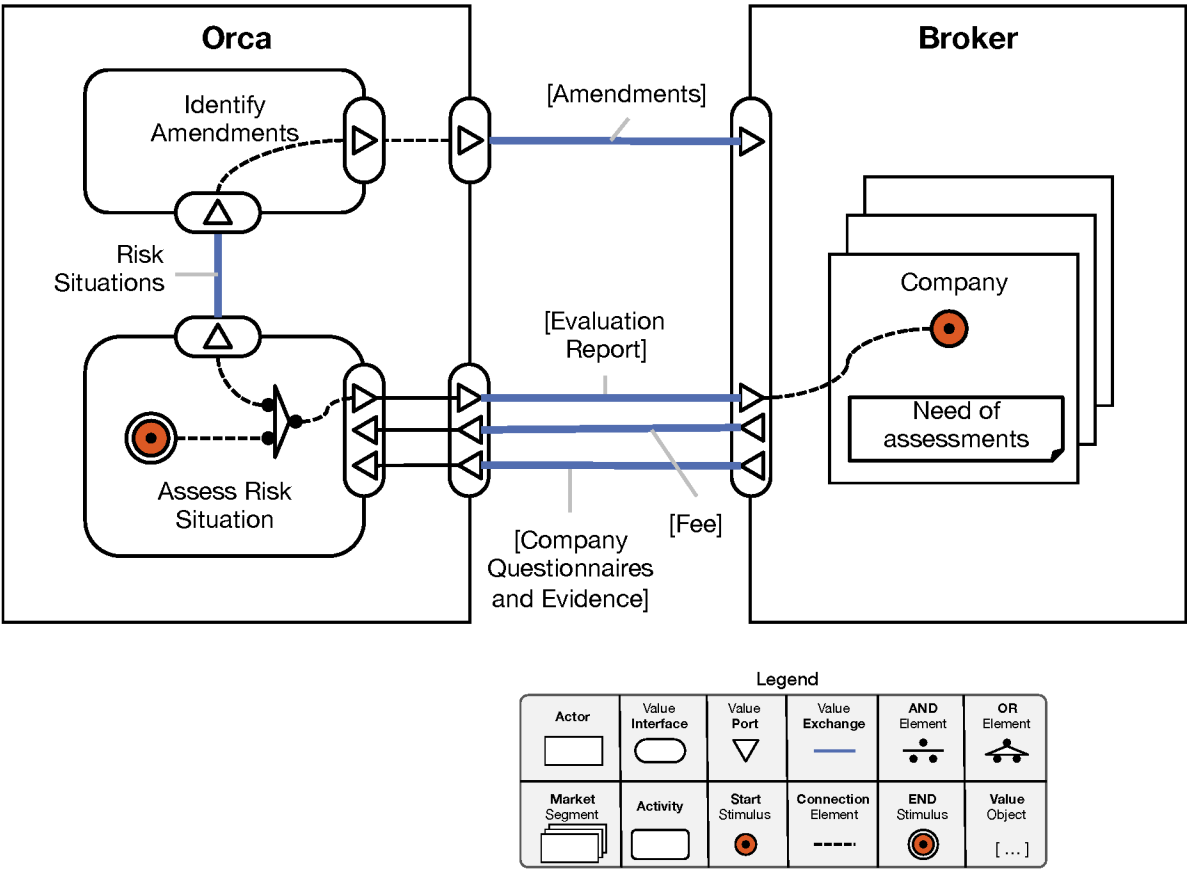 Orca
Broker
Identify
Amendments
[Amendments]
Risk
Situations
Company
[Evaluation
Report]
Need of
assessments
Assess Risk
Situation
[Fee]
[Company
Questionnaires
and Evidence]
Legend
Actor
Value
Interface
Value
Port
Value
Exchange
AND
Element
OR
Element
Market
Segment
Activity
Start
Stimulus
Connection
Element
END
Stimulus
Value
Object
[ ... ]